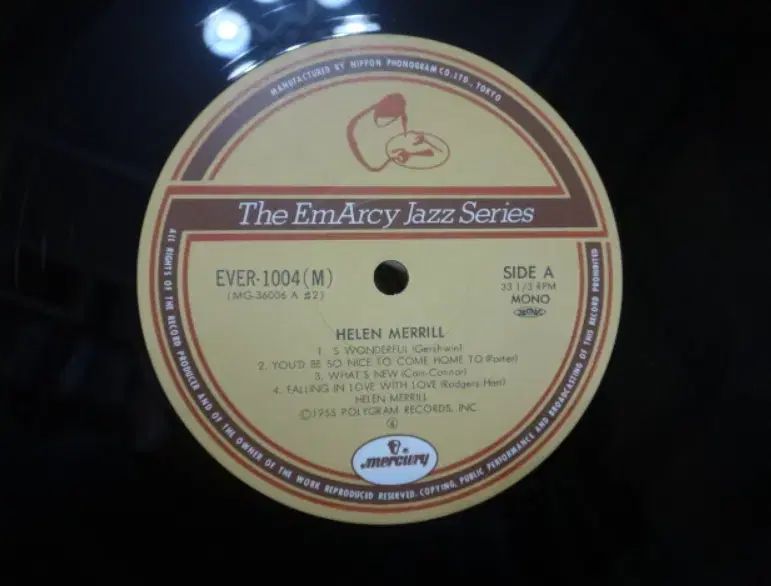 MANUFACTURED BY NIPPON PHONOGRAM CO., LTD., TOKYO
The EmArcy Jazz Series
EVER-1004(M)
(MG-36006 A #2)
SIDE A
33 1/3 RPM
MONO
HELEN MERRILL
1. 'S WONDERFUL (Gershwin)
2. YOU'D BE SO NICE TO COME HOME TO (Porter)
3. WHAT'S NEW (Cain-Connor)
4. FALLING IN LOVE WITH LOVE (Rodgers Hart)
HELEN MERRILL
©1955 POLYGRAM RECORDS, INC.
mercury
ALL RIGHTS OF THE RECORD PRODUCER AND OF THE OWNER OF THE WORK REPRODUCED RESERVED. COPYING, PUBLIC PERFORMANCE AND BROADCASTING OF THIS RECORD PROHIBITED